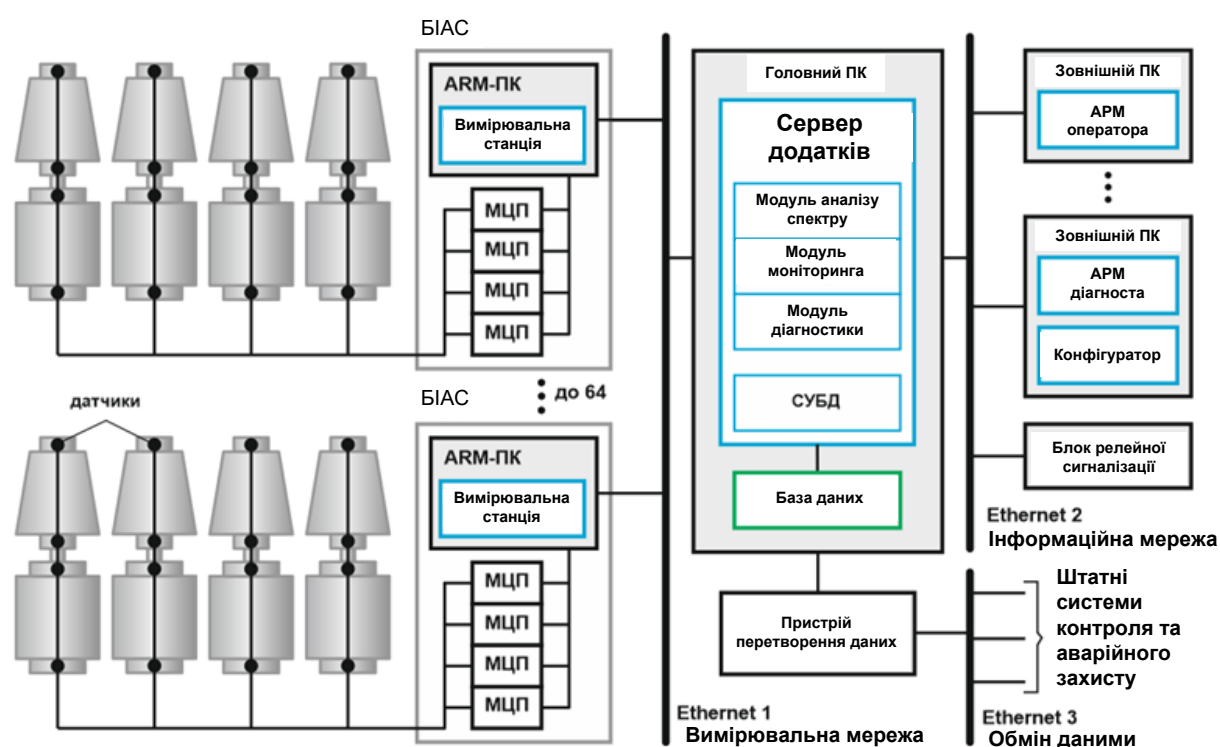 БІАС
ARM-ПК
Вимірювальна
станція
МЦП
МЦП
МЦП
МЦП
до 64
датчики
БІАС
ARM-ПК
Вимірювальна
станція
МЦП
МЦП
МЦП
МЦП
Ethernet 1
Вимірювальна мережа
Головний ПК
Сервер
додатків
Модуль аналізу
спектру
Модуль
моніторинга
Модуль
діагностики
СУБД
База даних
Пристрій
перетворення даних
Зовнішній ПК
АРМ
оператора
Зовнішній ПК
АРМ
діагноста
Конфігуратор
Блок релейної
сигналізації
Ethernet 2
Інформаційна мережа
Штатні
системи
контроля та
аварійного
захисту
Ethernet 3
Обмін даними